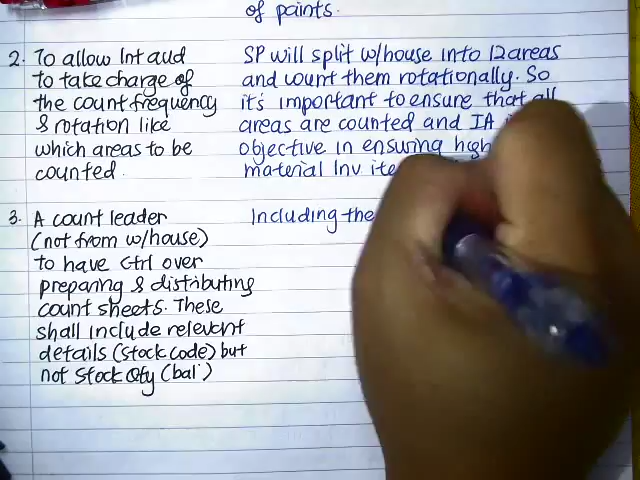 of paints.
2. To allow Int aud
to take charge of
the count frequency
& rotation like
which areas to be
counted.
SP will split w/house into 12 areas
and count them rotationally. So
it's important to ensure that all
areas are counted and IA
objective in ensuring high
material Inv
3. A count leader
(not from w/house)
to have ctrl over
preparing & distributing
count sheets. These
shall include relevent
details (stock code) but
not stock Qty (bal)
Including the